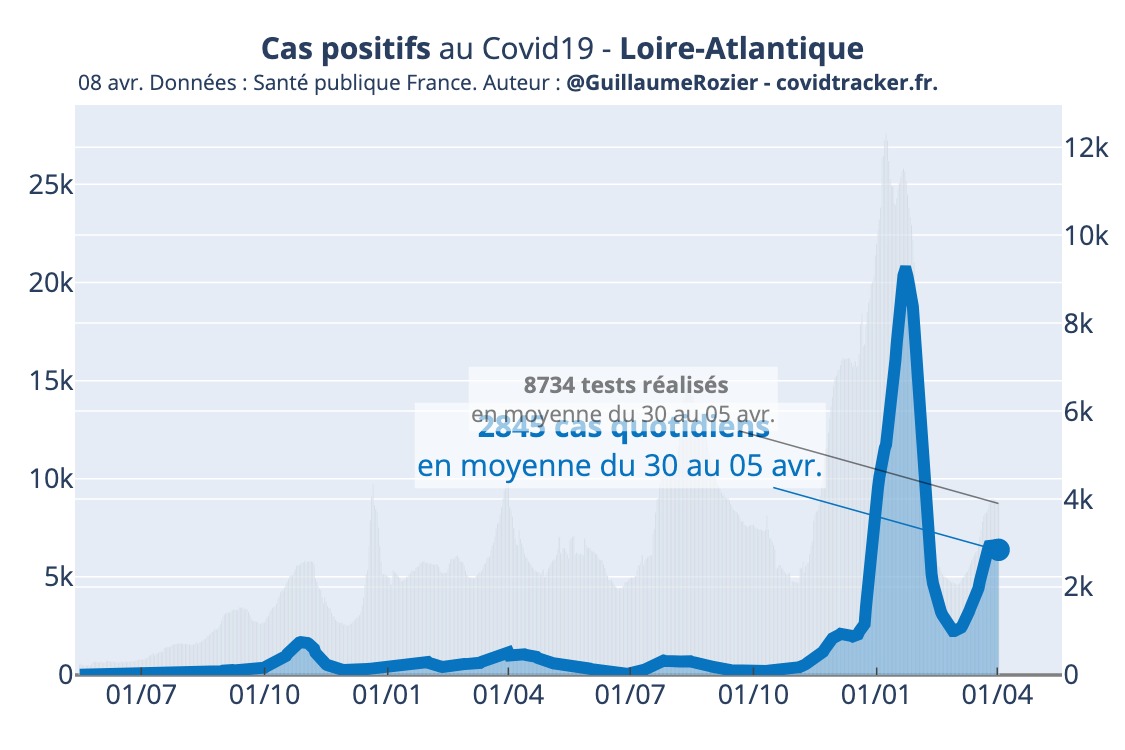 Cas positifs au Covid19 - Loire-Atlantique
08 avr. Données : Santé publique France. Auteur : @GuillaumeRozier - covidtracker.fr.
25k
20k
15k
10k
5k
0
12k
10k
8k
6k
4k
2k
0
8734 tests réalisés
en moyenne du 30 au 05 avr.
2845 cas quotidiens
en moyenne du 30 au 05 avr.
01/07
01/10
01/01
01/04
01/07
01/10
01/01
01/04